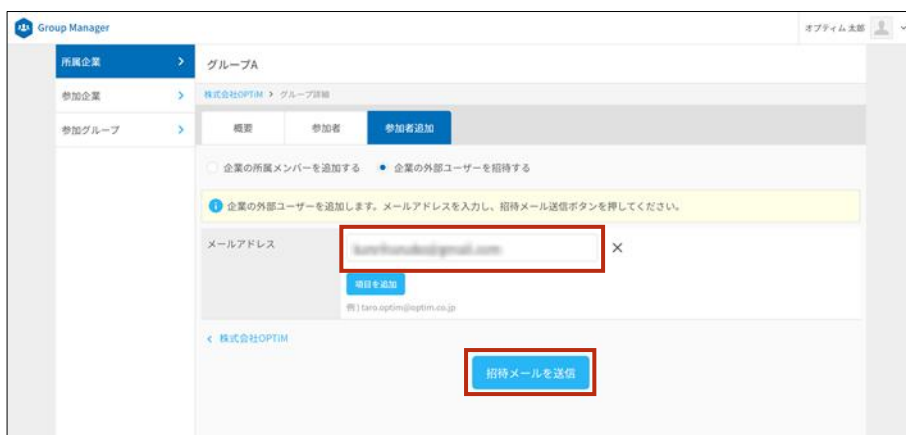 Group Manager
オプティム 太郎
所属企業
参加企業
参加グループ
グループA
株式会社OPTiM > グループ詳細
概要 参加者 参加者追加
企業の所属メンバーを追加する 企業の外部ユーザーを招待する
企業の外部ユーザーを追加します。メールアドレスを入力し、招待メール送信ボタンを押してください。
メールアドレス
項目を追加
例) taro.optim@optim.co.jp
< 株式会社OPTiM
招待メールを送信